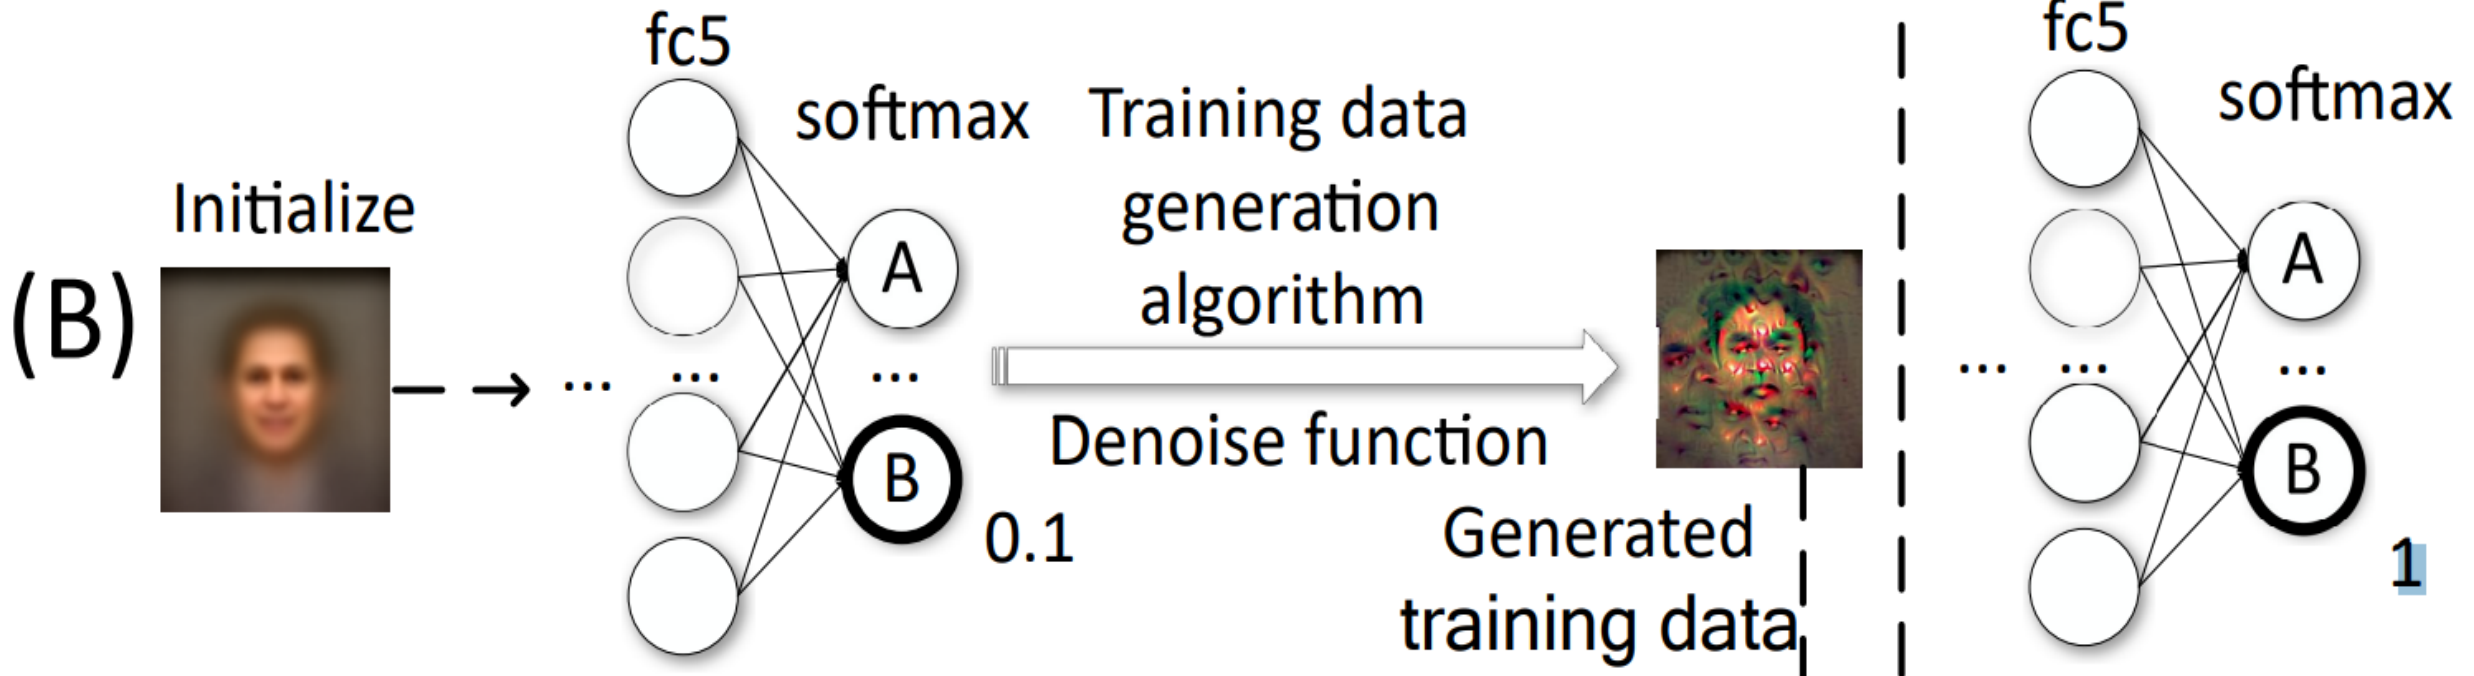 (B)
Initialize
...
fc5
...
softmax
A
...
B
0.1
Training data
generation
algorithm
Denoise function
Generated
training data
...
fc5
...
softmax
A
...
B
1